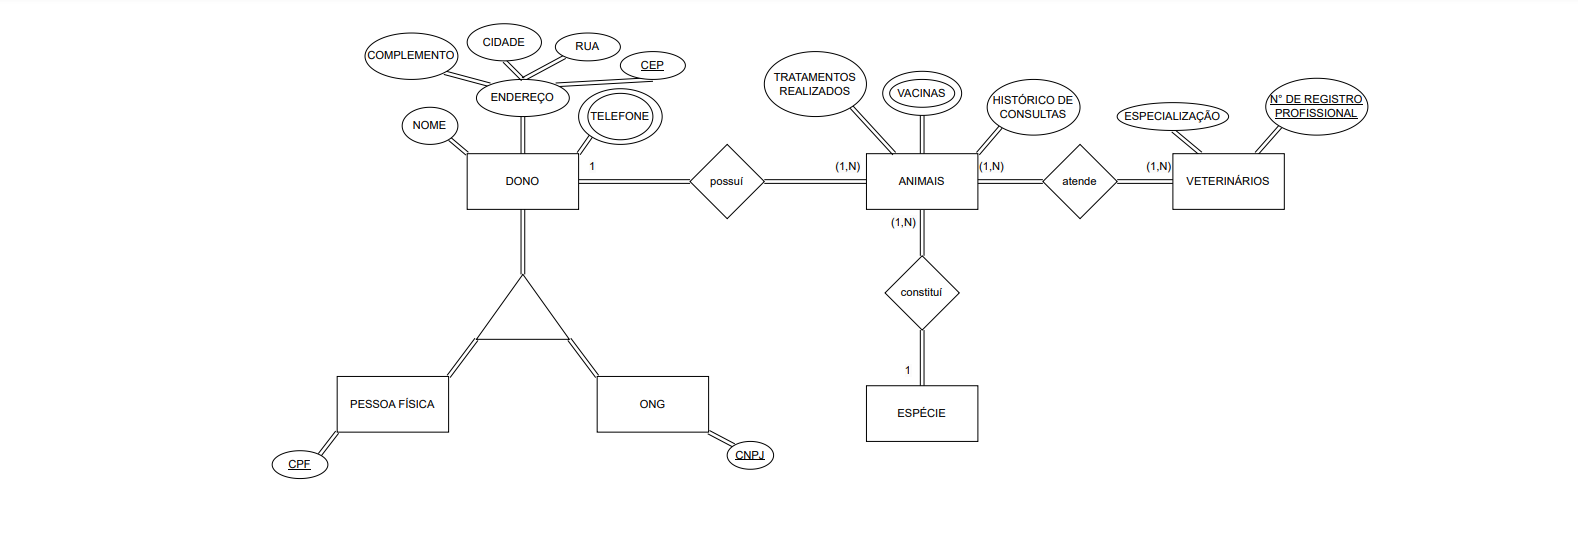 COMPLEMENTO
CIDADE
RUA
CEP
ENDEREÇO
NOME
TELEFONE
TRATAMENTOS
REALIZADOS
VACINAS
HISTÓRICO DE
CONSULTAS
ESPECIALIZAÇÃO
N° DE REGISTRO
PROFISSIONAL
DONO
1
possuí
(1,N)
ANIMAIS
(1,N)
atende
(1,N)
VETERINÁRIOS
(1,N)
constituí
1
ESPÉCIE
PESSOA FÍSICA
ONG
CPF
CNPJ